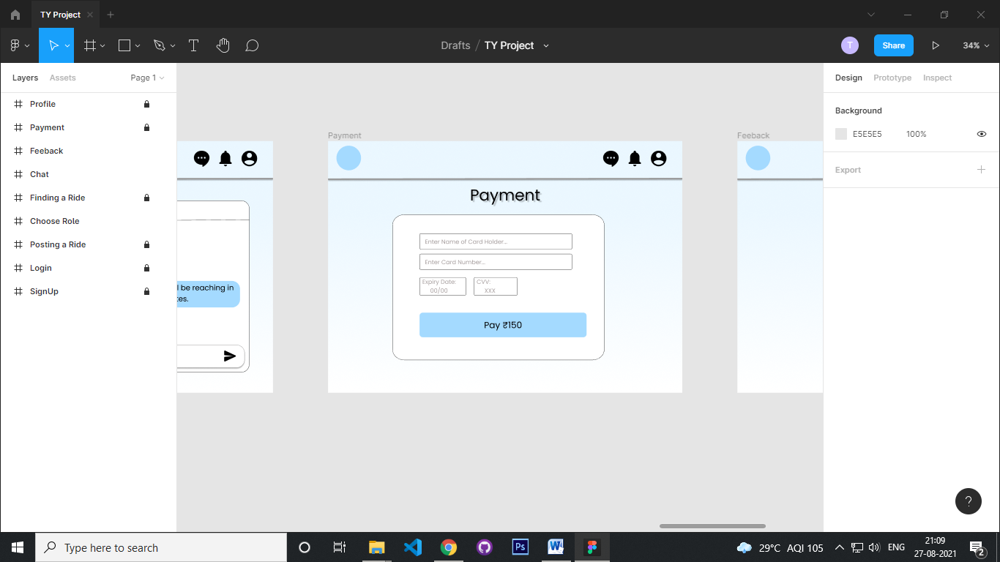 TY Project
Drafts / TY Project
T
Share
34%
Layers
Assets
Page 1
Design
Prototype
Inspect
Profile
Payment
Feeback
Chat
Finding a Ride
Choose Role
Posting a Ride
Login
SignUp
Background
E5E5E5
100%
Export
Payment
Feeback
Payment
Enter Name of Card Holder...
Enter Card Number...
Expiry Date:
00/00
CVV:
XXX
Pay ₹150
l be reaching in
tes.
?
Type here to search
Ps
W
29°C AQI 105
ENG
21:09
27-08-2021
2